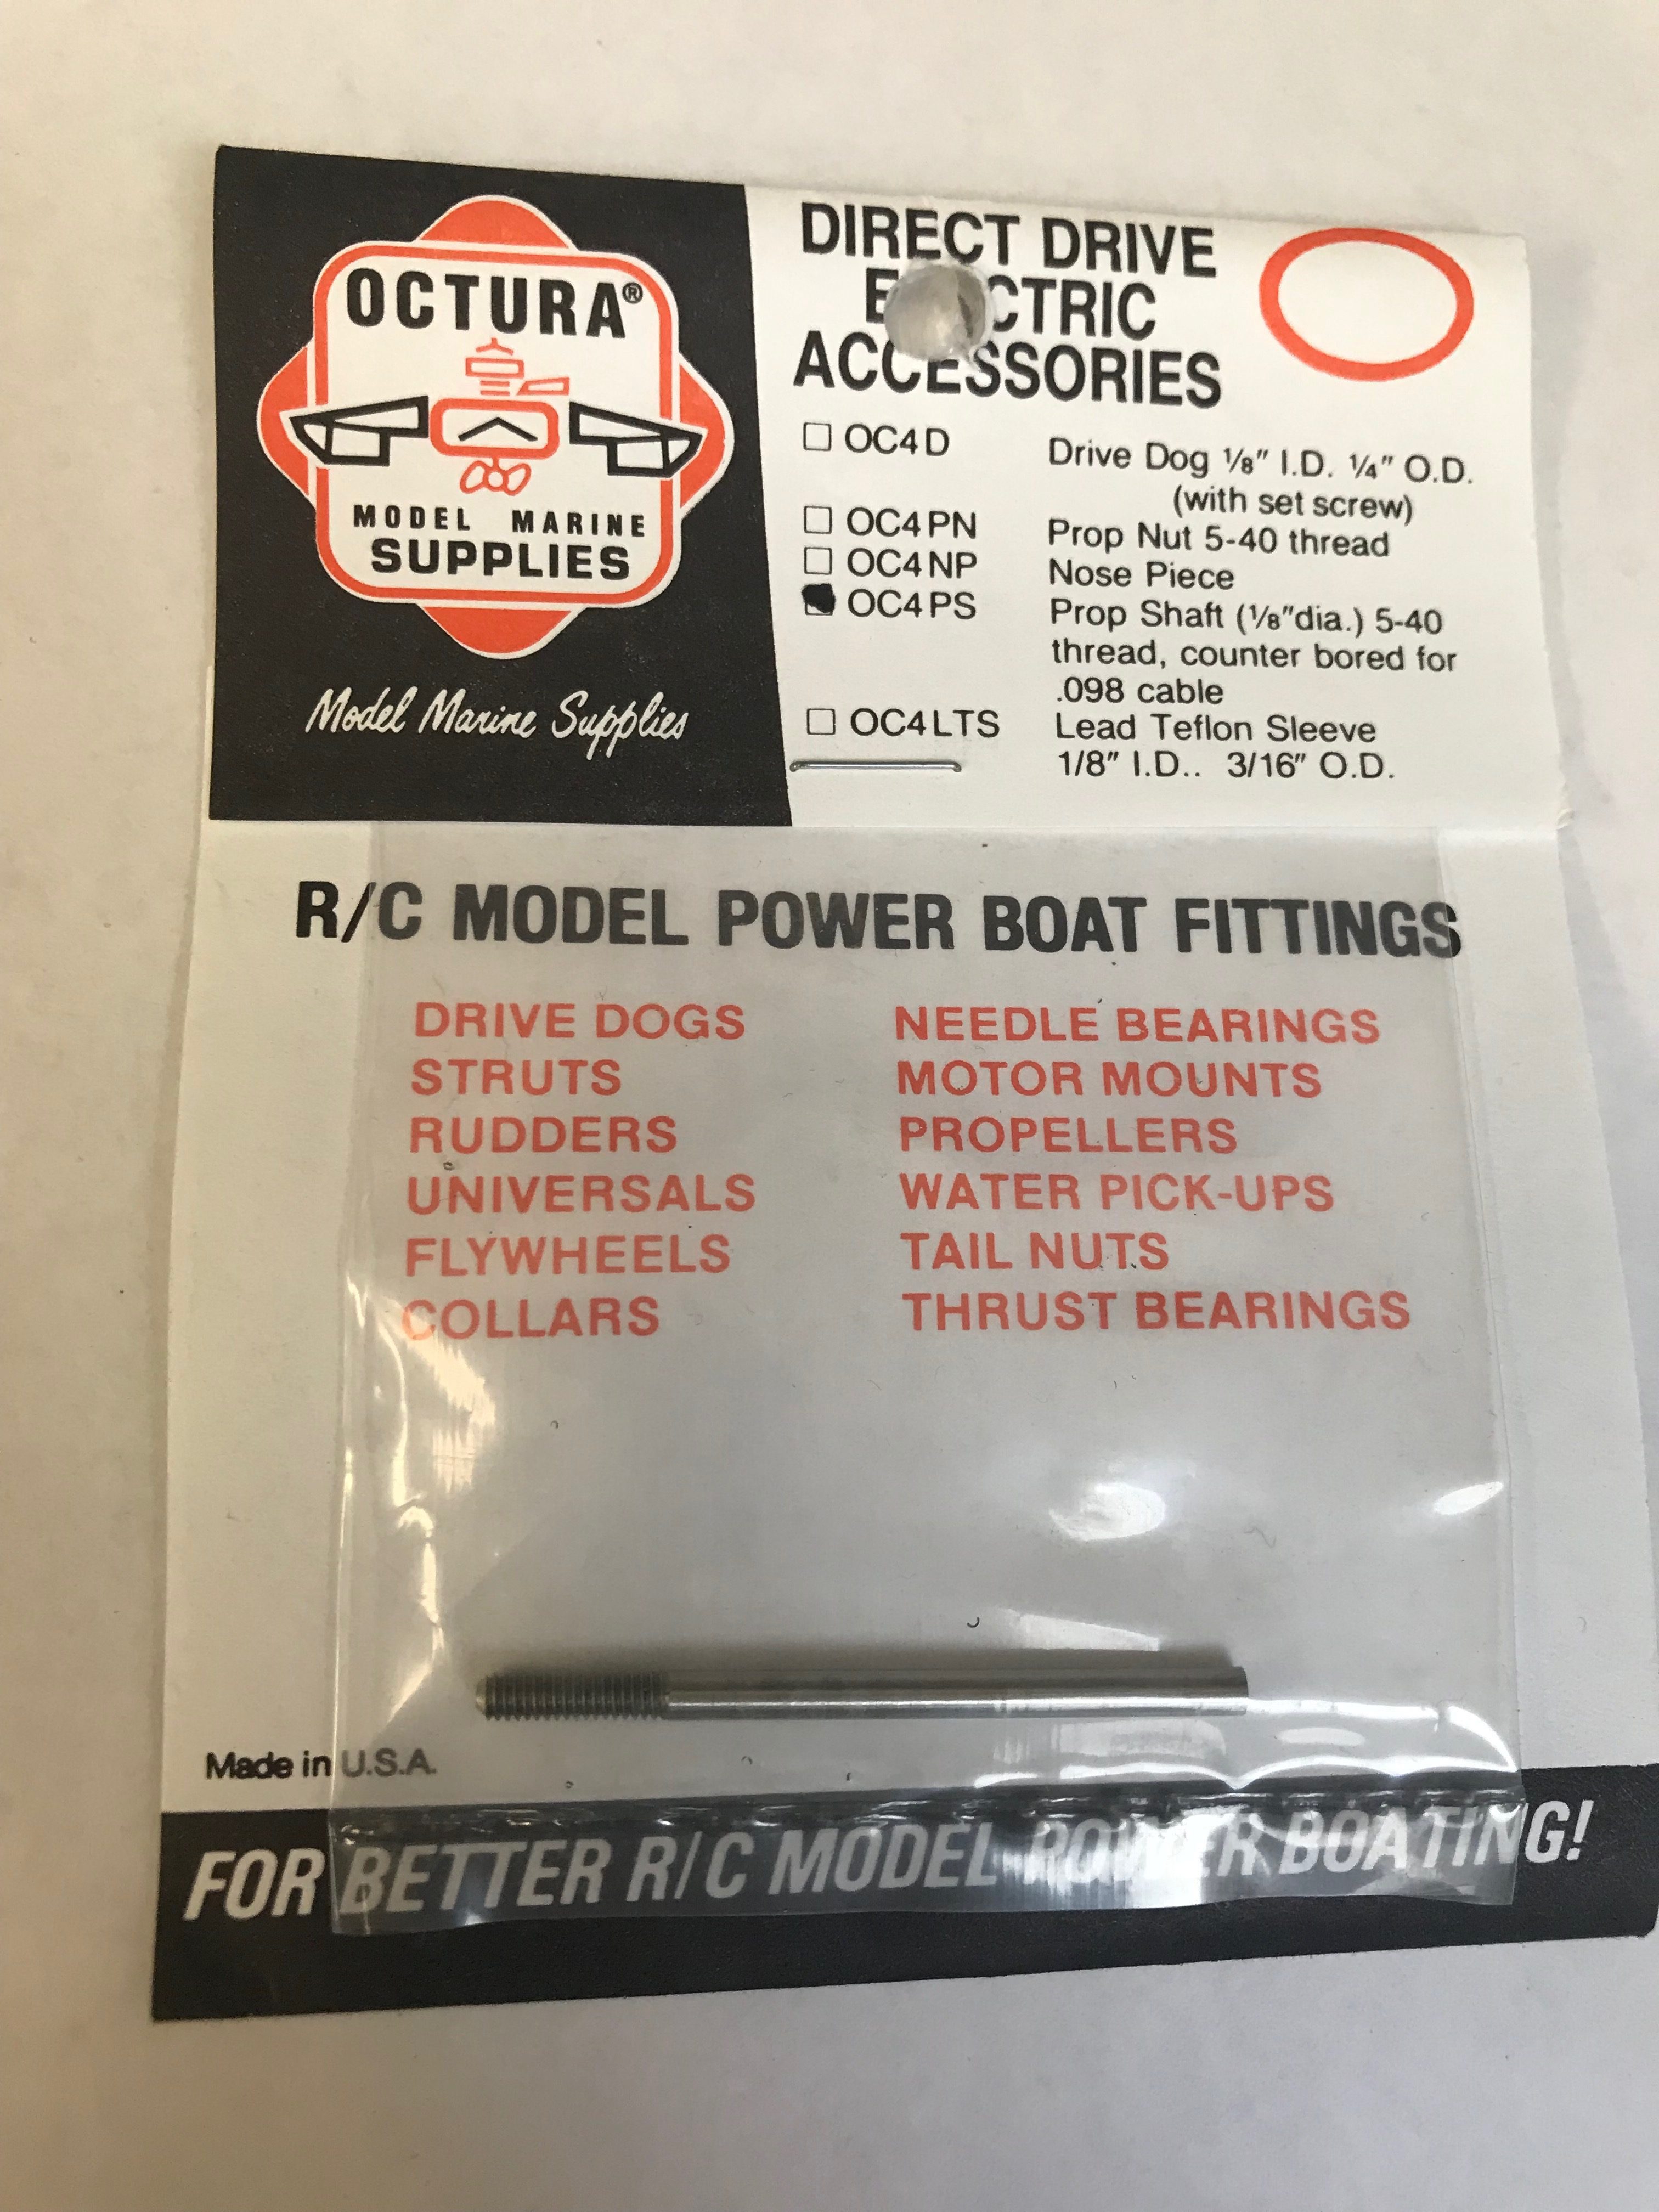 OCTURA®
MODEL MARINE
SUPPLIES
Model Marine Supplies
DIRECT DRIVE
E CTRIC
ACCESSORIES
OC4D Drive Dog 1/8" I.D. 1/4" O.D.
(with set screw)
OC4PN Prop Nut 5-40 thread
OC4NP Nose Piece
OC4PS Prop Shaft (1/8"dia.) 5-40
thread, counter bored for
.098 cable
OC4LTS Lead Teflon Sleeve
1/8" I.D.. 3/16" O.D.
R/C MODEL POWER BOAT FITTINGS
DRIVE DOGS
STRUTS
RUDDERS
UNIVERSALS
FLYWHEELS
COLLARS
NEEDLE BEARINGS
MOTOR MOUNTS
PROPELLERS
WATER PICK-UPS
TAIL NUTS
THRUST BEARINGS
Made in U.S.A.
FOR BETTER R/C MODEL POWER BOATING!